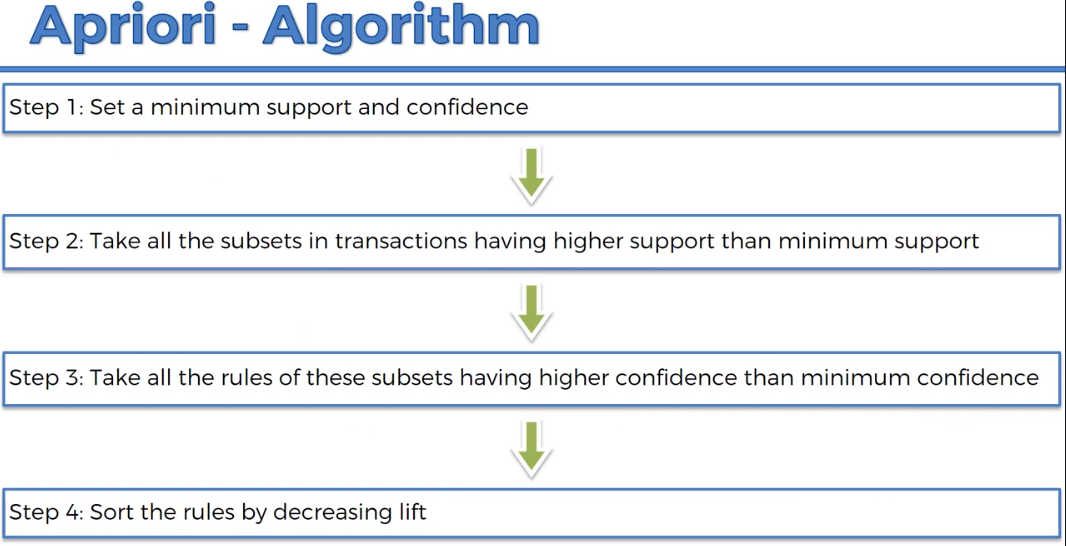 Apriori - Algorithm
Step 1: Set a minimum support and confidence
Step 2: Take all the subsets in transactions having higher support than minimum support
Step 3: Take all the rules of these subsets having higher confidence than minimum confidence
Step 4: Sort the rules by decreasing lift